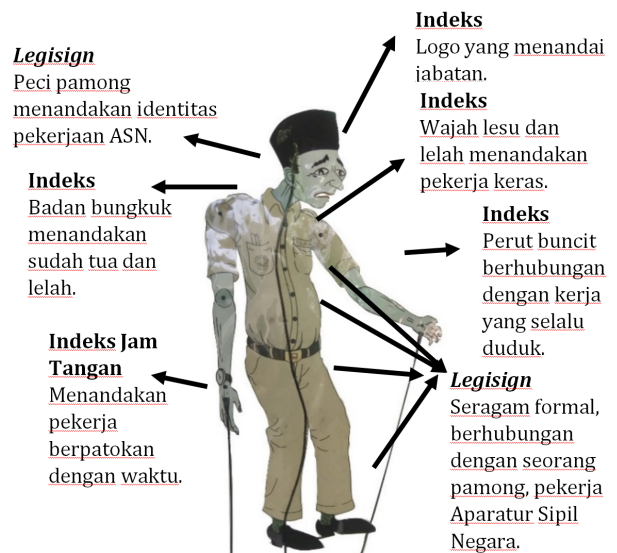 Indeks
Logo yang menandai
jabatan.
Legisign
Peci pamong
menandakan identitas
pekerjaan ASN.
Indeks
Wajah lesu dan
lelah menandakan
pekerja keras.
Indeks
Badan bungkuk
menandakan
sudah tua dan
lelah.
Indeks
Perut buncit
berhubungan
dengan kerja
yang selalu
duduk.
Indeks Jam
Tangan
Menandakan
pekerja
berpatokan
dengan waktu.
Legisign
Seragam formal,
berhubungan
dengan seorang
pamong, pekerja
Aparatur Sipil
Negara.